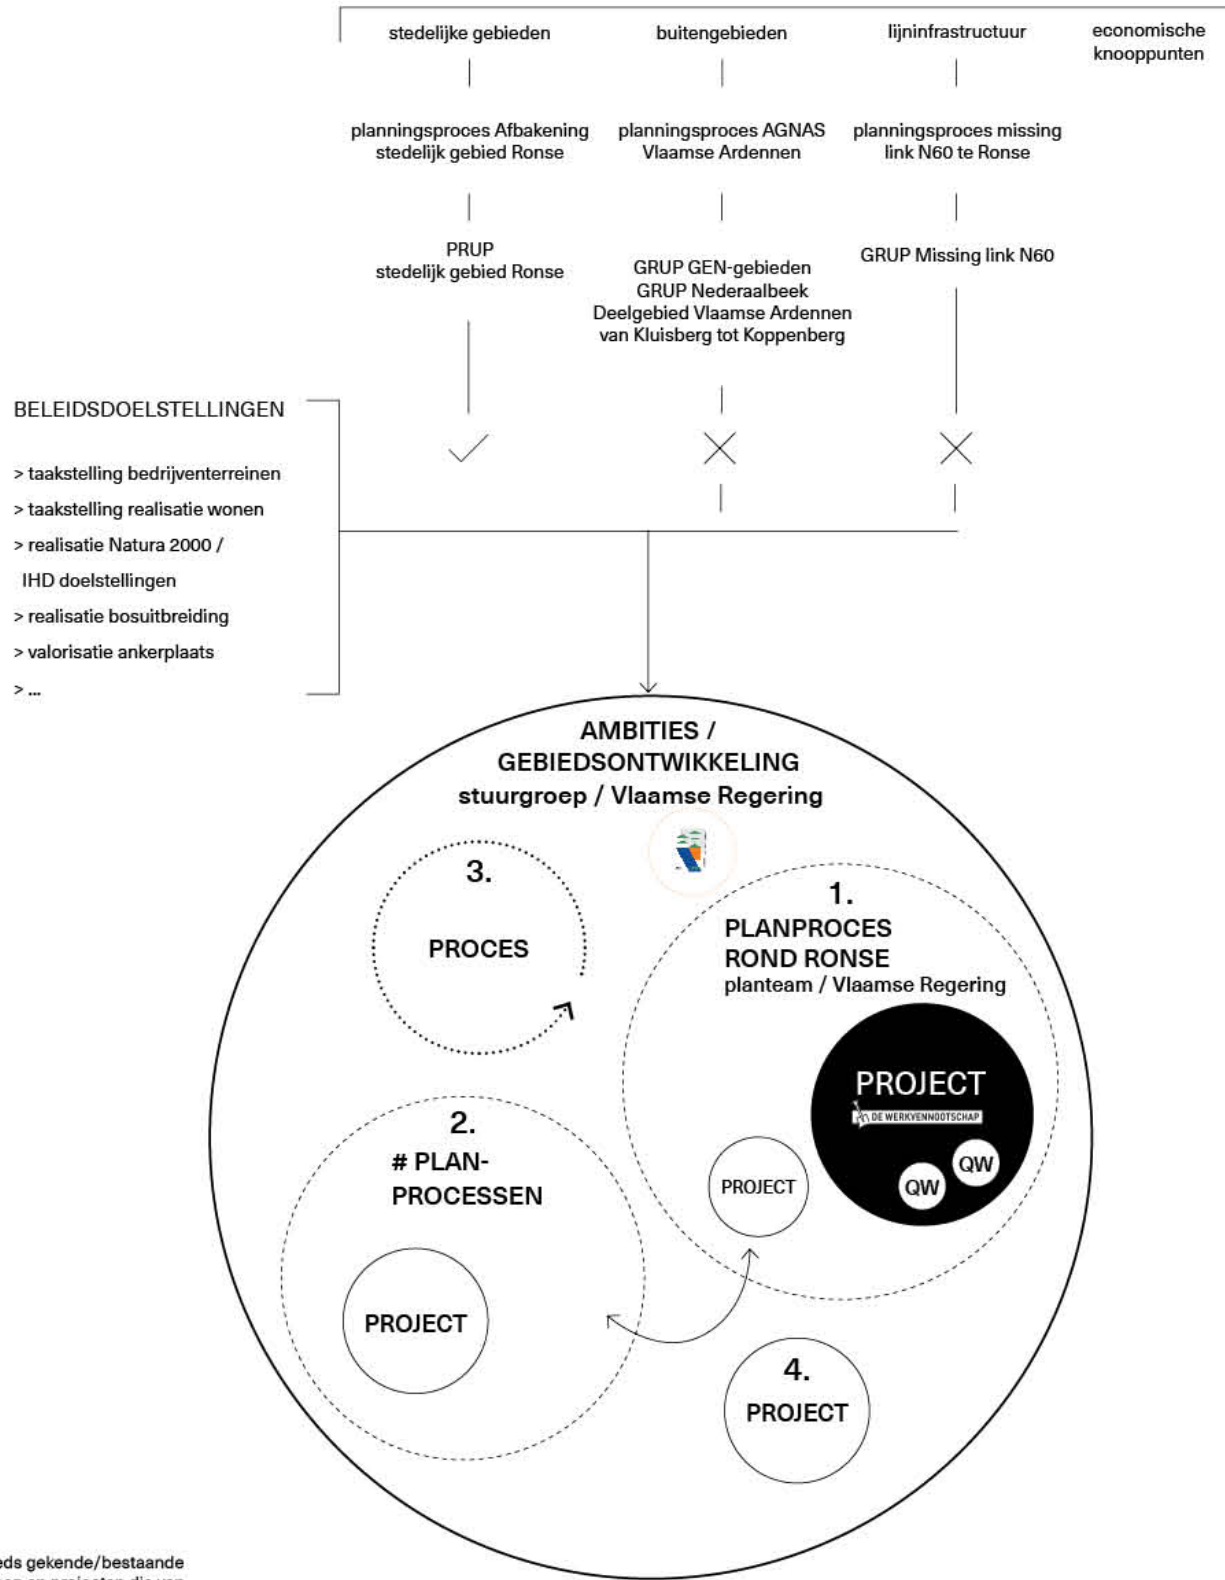 stedelijke gebieden
buitengebieden
lijninfrastructuur
economische
knooppunten
planningsproces Afbakening
stedelijk gebied Ronse
planningsproces AGNAS
Vlaamse Ardennen
planningsproces missing
link N60 te Ronse
PRUP
stedelijk gebied Ronse
GRUP GEN-gebieden
GRUP Nederaalbeek
Deelgebied Vlaamse Ardennen
van Kluisberg tot Koppenberg
GRUP Missing link N60
BELEIDSDOELSTELLINGEN
> taakstelling bedrijventerreinen
> taakstelling realisatie wonen
> realisatie Natura 2000 /
IHD doelstellingen
> realisatie bosuitbreiding
> valorisatie ankerplaats
> ...
AMBITIES /
GEBIEDSONTWIKKELING
stuurgroep / Vlaamse Regering
3.
PROCES
1.
PLANPROCES
ROND RONSE
planteam / Vlaamse Regering
PROJECT
DE WERKVENNOOTSCHAP
QW
QW
PROJECT
2.
# PLAN-
PROCESSEN
PROJECT
4.
PROJECT
gekende/bestaande